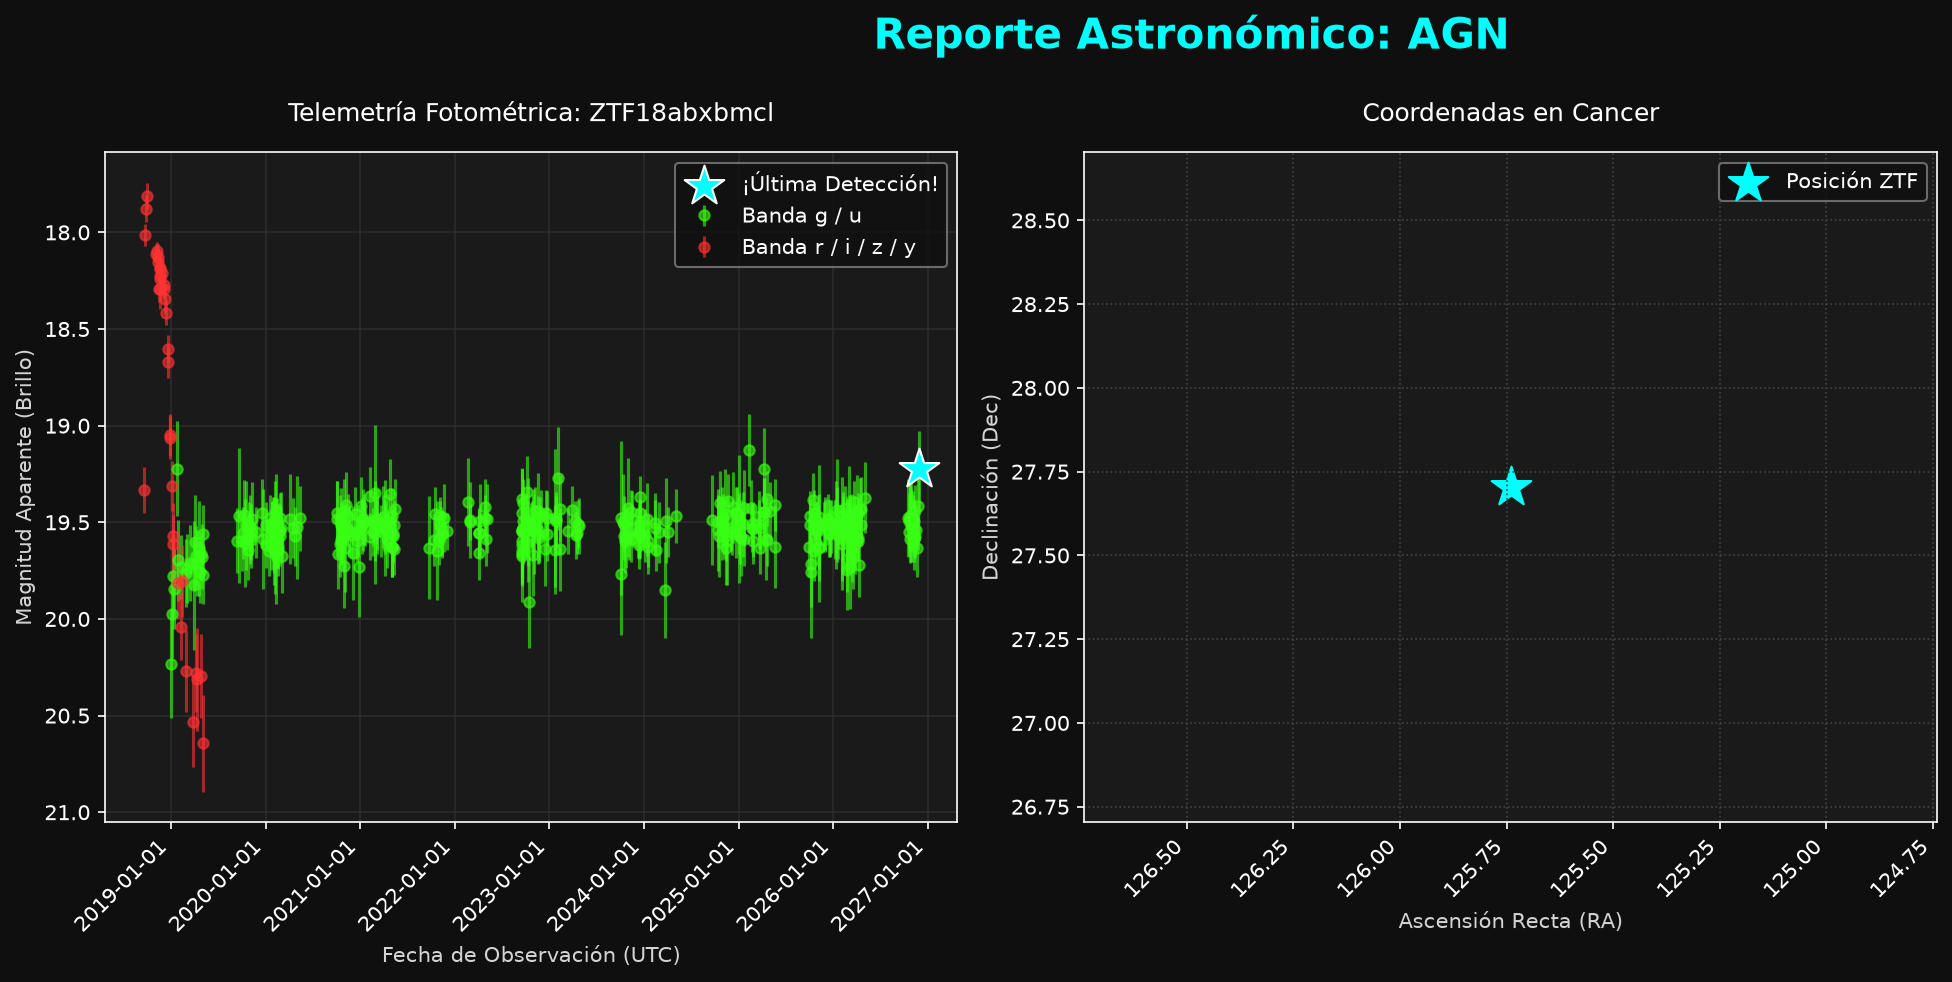 Reporte Astronómico: AGN
Telemetría Fotométrica: ZTF18abxbmcl
¡Última Detección!
Banda g / u
Banda r / i / z / y
Magnitud Aparente (Brillo)
18.0
18.5
19.0
19.5
20.0
20.5
21.0
2019-01-01
2020-01-01
2021-01-01
2022-01-01
2023-01-01
2024-01-01
2025-01-01
2026-01-01
2027-01-01
Fecha de Observación (UTC)
Coordenadas en Cancer
Posición ZTF
Declinación (Dec)
28.50
28.25
28.00
27.75
27.50
27.25
27.00
26.75
126.50
126.25
126.00
125.75
125.50
125.25
125.00
124.75
Ascensión Recta (RA)